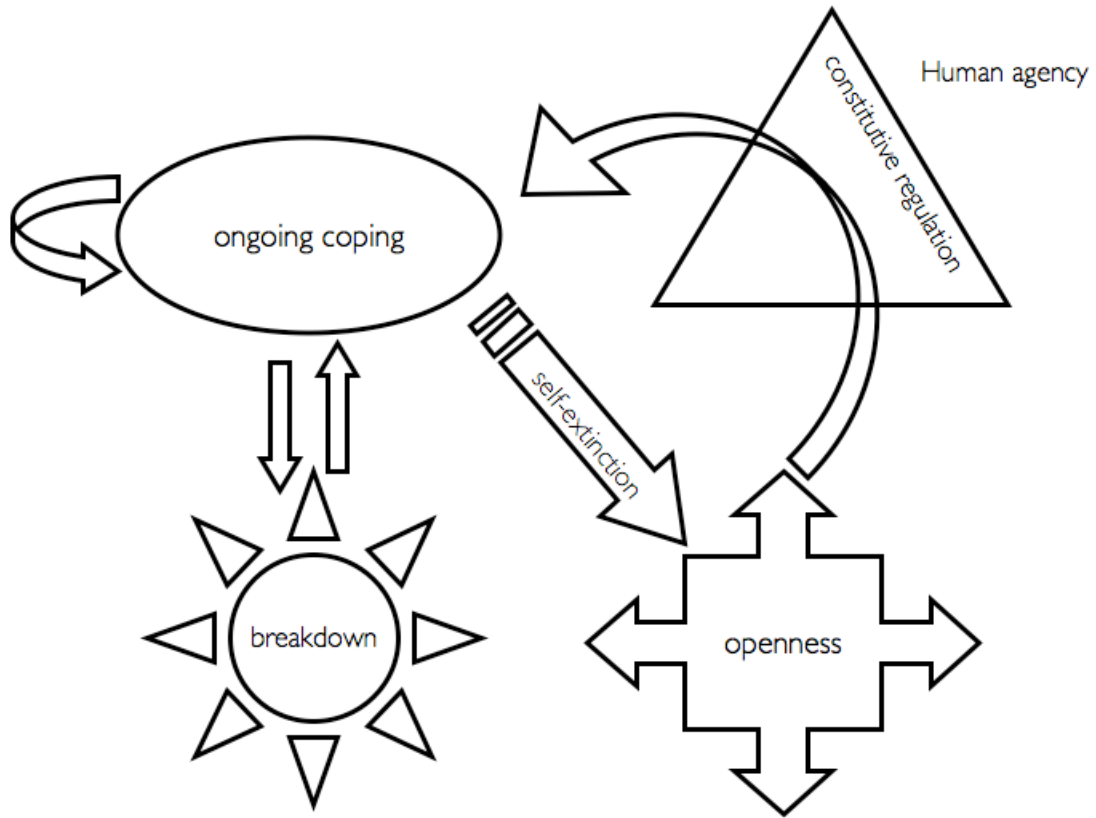 Human agency
constitutive regulation
ongoing coping
self-extinction
breakdown
openness